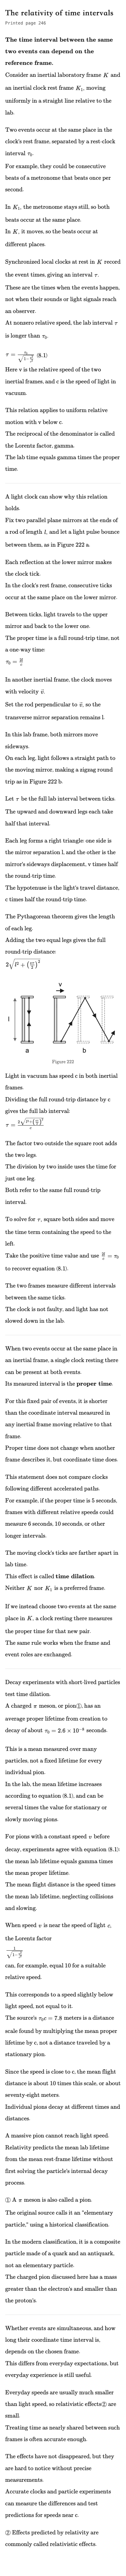 The relativity of time intervals
Printed page 246
The time interval between the same
two events can depend on the
reference frame.
Consider an inertial laboratory frame K and
an inertial clock rest frame K₁, moving
uniformly in a straight line relative to the
lab.
Two events occur at the same place in the
clock's rest frame, separated by a rest-clock
interval τ₀.
For example, they could be consecutive
beats of a metronome that beats once per
second.
In K₁, the metronome stays still, so both
beats occur at the same place.
In K, it moves, so the beats occur at
different places.
Synchronized local clocks at rest in K record
the event times, giving an interval τ.
These are the times when the events happen,
not when their sounds or light signals reach
an observer.
At nonzero relative speed, the lab interval τ
is longer than τ₀.
τ = τ₀/√(1−v²/c²) (8.1)
Here v is the relative speed of the two
inertial frames, and c is the speed of light in
vacuum.
This relation applies to uniform relative
motion with v below c.
The reciprocal of the denominator is called
the Lorentz factor, gamma.
The lab time equals gamma times the proper
time.
A light clock can show why this relation
holds.
Fix two parallel plane mirrors at the ends of
a rod of length l, and let a light pulse bounce
between them, as in Figure 222 a.
Each reflection at the lower mirror makes
the clock tick.
In the clock's rest frame, consecutive ticks
occur at the same place on the lower mirror.
Between ticks, light travels to the upper
mirror and back to the lower one.
The proper time is a full round-trip time, not
a one-way time:
τ₀ = 2l/c
In another inertial frame, the clock moves
with velocity v⃗.
Set the rod perpendicular to v⃗, so the
transverse mirror separation remains l.
In this lab frame, both mirrors move
sideways.
On each leg, light follows a straight path to
the moving mirror, making a zigzag round
trip as in Figure 222 b.
Let τ be the full lab interval between ticks.
The upward and downward legs each take
half that interval.
Each leg forms a right triangle: one side is
the mirror separation l, and the other is the
mirror's sideways displacement, v times half
the round-trip time.
The hypotenuse is the light's travel distance,
c times half the round-trip time.
The Pythagorean theorem gives the length
of each leg.
Adding the two equal legs gives the full
round-trip distance:
2√(l² + (vτ/2)²)
v
l
a
b
Figure 222
Light in vacuum has speed c in both inertial
frames.
Dividing the full round-trip distance by c
gives the full lab interval:
τ = 2√(l² + (vτ/2)²)/c
The factor two outside the square root adds
the two legs.
The division by two inside uses the time for
just one leg.
Both refer to the same full round-trip
interval.
To solve for τ, square both sides and move
the time term containing the speed to the
left.
Take the positive time value and use 2l/c = τ₀
to recover equation (8.1).
The two frames measure different intervals
between the same ticks.
The clock is not faulty, and light has not
slowed down in the lab.
When two events occur at the same place in
an inertial frame, a single clock resting there
can be present at both events.
Its measured interval is the proper time.
For this fixed pair of events, it is shorter
than the coordinate interval measured in
any inertial frame moving relative to that
frame.
Proper time does not change when another
frame describes it, but coordinate time does.
This statement does not compare clocks
following different accelerated paths.
For example, if the proper time is 5 seconds,
frames with different relative speeds could
measure 6 seconds, 10 seconds, or other
longer intervals.
The moving clock's ticks are farther apart in
lab time.
This effect is called time dilation.
Neither K nor K₁ is a preferred frame.
If we instead choose two events at the same
place in K, a clock resting there measures
the proper time for that new pair.
The same rule works when the frame and
event roles are exchanged.
Decay experiments with short-lived particles
test time dilation.
A charged π meson, or pion①, has an
average proper lifetime from creation to
decay of about τ₀ = 2.6 × 10⁻⁸ seconds.
This is a mean measured over many
particles, not a fixed lifetime for every
individual pion.
In the lab, the mean lifetime increases
according to equation (8.1), and can be
several times the value for stationary or
slowly moving pions.
For pions with a constant speed v before
decay, experiments agree with equation (8.1):
the mean lab lifetime equals gamma times
the mean proper lifetime.
The mean flight distance is the speed times
the mean lab lifetime, neglecting collisions
and slowing.
When speed v is near the speed of light c,
the Lorentz factor
1/√(1−v²/c²)
can, for example, equal 10 for a suitable
relative speed.
This corresponds to a speed slightly below
light speed, not equal to it.
The source's τ₀c = 7.8 meters is a distance
scale found by multiplying the mean proper
lifetime by c, not a distance traveled by a
stationary pion.
Since the speed is close to c, the mean flight
distance is about 10 times this scale, or about
seventy-eight meters.
Individual pions decay at different times and
distances.
A massive pion cannot reach light speed.
Relativity predicts the mean lab lifetime
from the mean rest-frame lifetime without
first solving the particle's internal decay
process.
① A π meson is also called a pion.
The original source calls it an "elementary
particle," using a historical classification.
In the modern classification, it is a composite
particle made of a quark and an antiquark,
not an elementary particle.
The charged pion discussed here has a mass
greater than the electron's and smaller than
the proton's.
Whether events are simultaneous, and how
long their coordinate time interval is,
depends on the chosen frame.
This differs from everyday expectations, but
everyday experience is still useful.
Everyday speeds are usually much smaller
than light speed, so relativistic effects② are
small.
Treating time as nearly shared between such
frames is often accurate enough.
The effects have not disappeared, but they
are hard to notice without precise
measurements.
Accurate clocks and particle experiments
can measure the differences and test
predictions for speeds near c.
② Effects predicted by relativity are
commonly called relativistic effects.